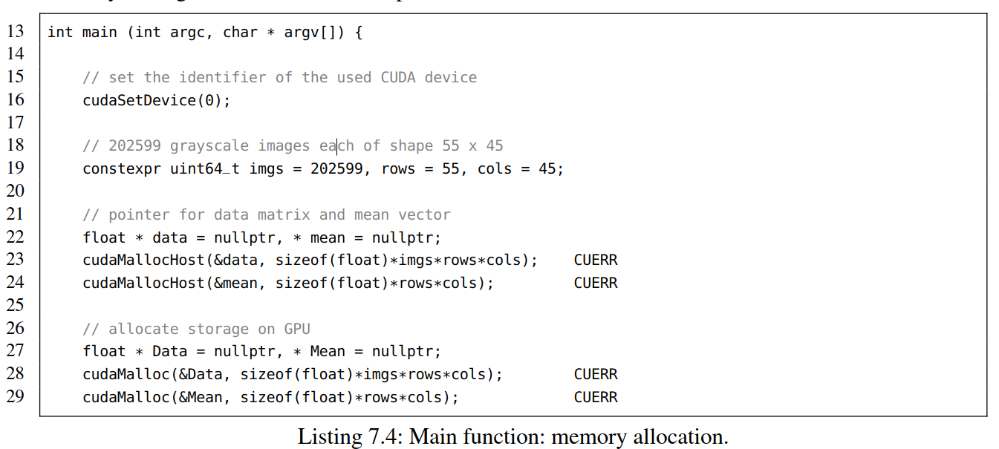 13 int main (int argc, char * argv[]) {
14
15     // set the identifier of the used CUDA device
16     cudaSetDevice(0);
17
18     // 202599 grayscale images each of shape 55 x 45
19     constexpr uint64_t imgs = 202599, rows = 55, cols = 45;
20
21     // pointer for data matrix and mean vector
22     float * data = nullptr, * mean = nullptr;
23     cudaMallocHost(&data, sizeof(float)*imgs*rows*cols);    CUERR
24     cudaMallocHost(&mean, sizeof(float)*rows*cols);         CUERR
25
26     // allocate storage on GPU
27     float * Data = nullptr, * Mean = nullptr;
28     cudaMalloc(&Data, sizeof(float)*imgs*rows*cols);        CUERR
29     cudaMalloc(&Mean, sizeof(float)*rows*cols);             CUERR
Listing 7.4: Main function: memory allocation.